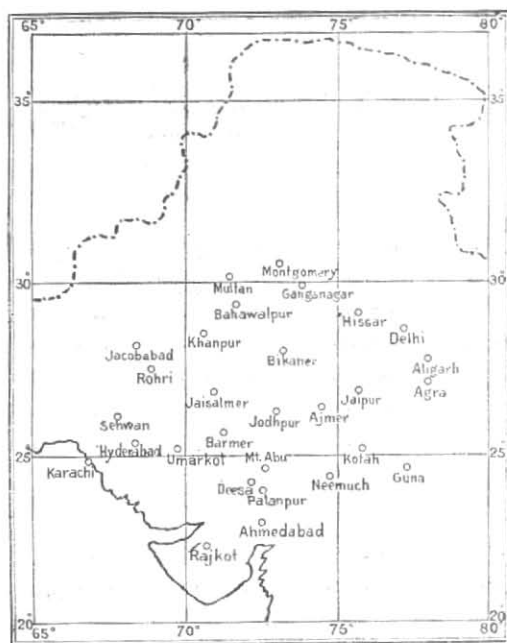 65° 70° 75° 80°
35° 35°
Montgomery
Multan Ganganagar
30° 30°
Bahawalpur
Hissar
Khanpur Delhi
Jacobabad Bikaner
Rohri Aligarh
Agra
Jaisalmer Jaipur
Sehwan Jodhpur Ajmer
Barmer
Hyderabad Umarkot Mt. Abu Kotah
25° 25°
Karachi Guna
Deesa Neemuch
Palanpur
Ahmedabad
Rajkot
20° 20°
65° 70° 75° 80°